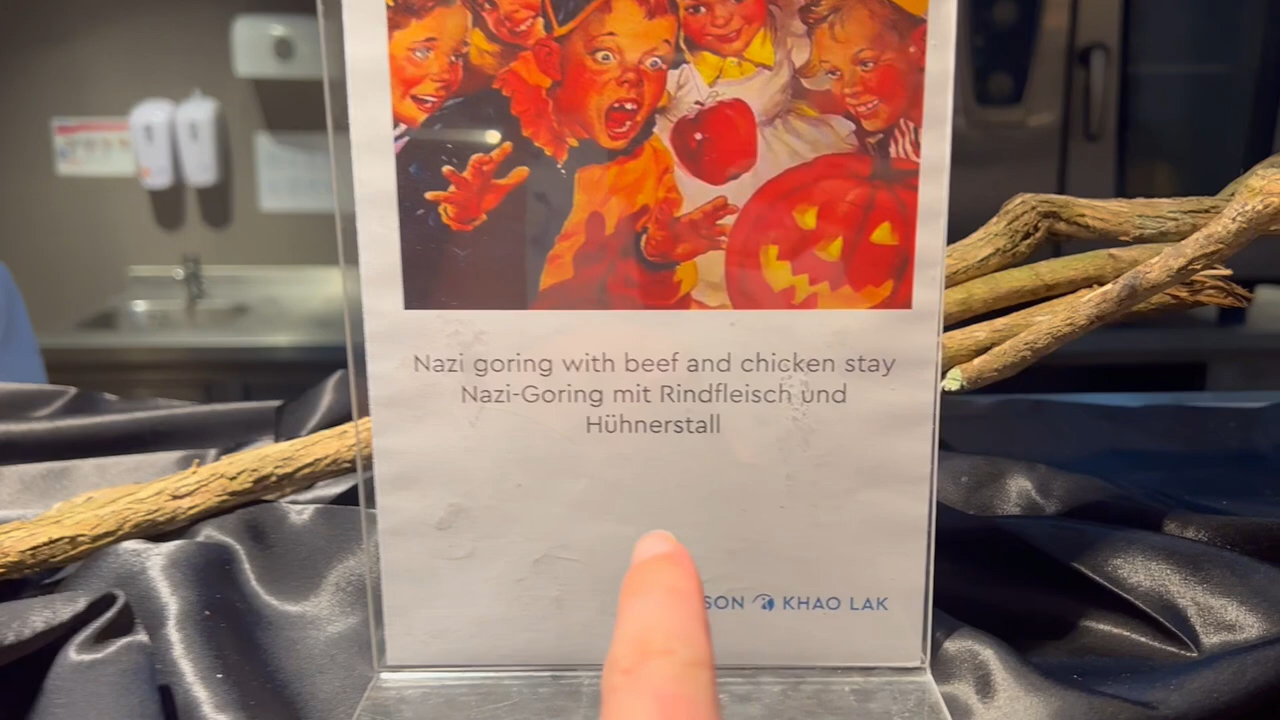 Nazi goring with beef and chicken stay
Nazi-Goring mit Rindfleisch und
Hühnerstall
SON KHAO LAK